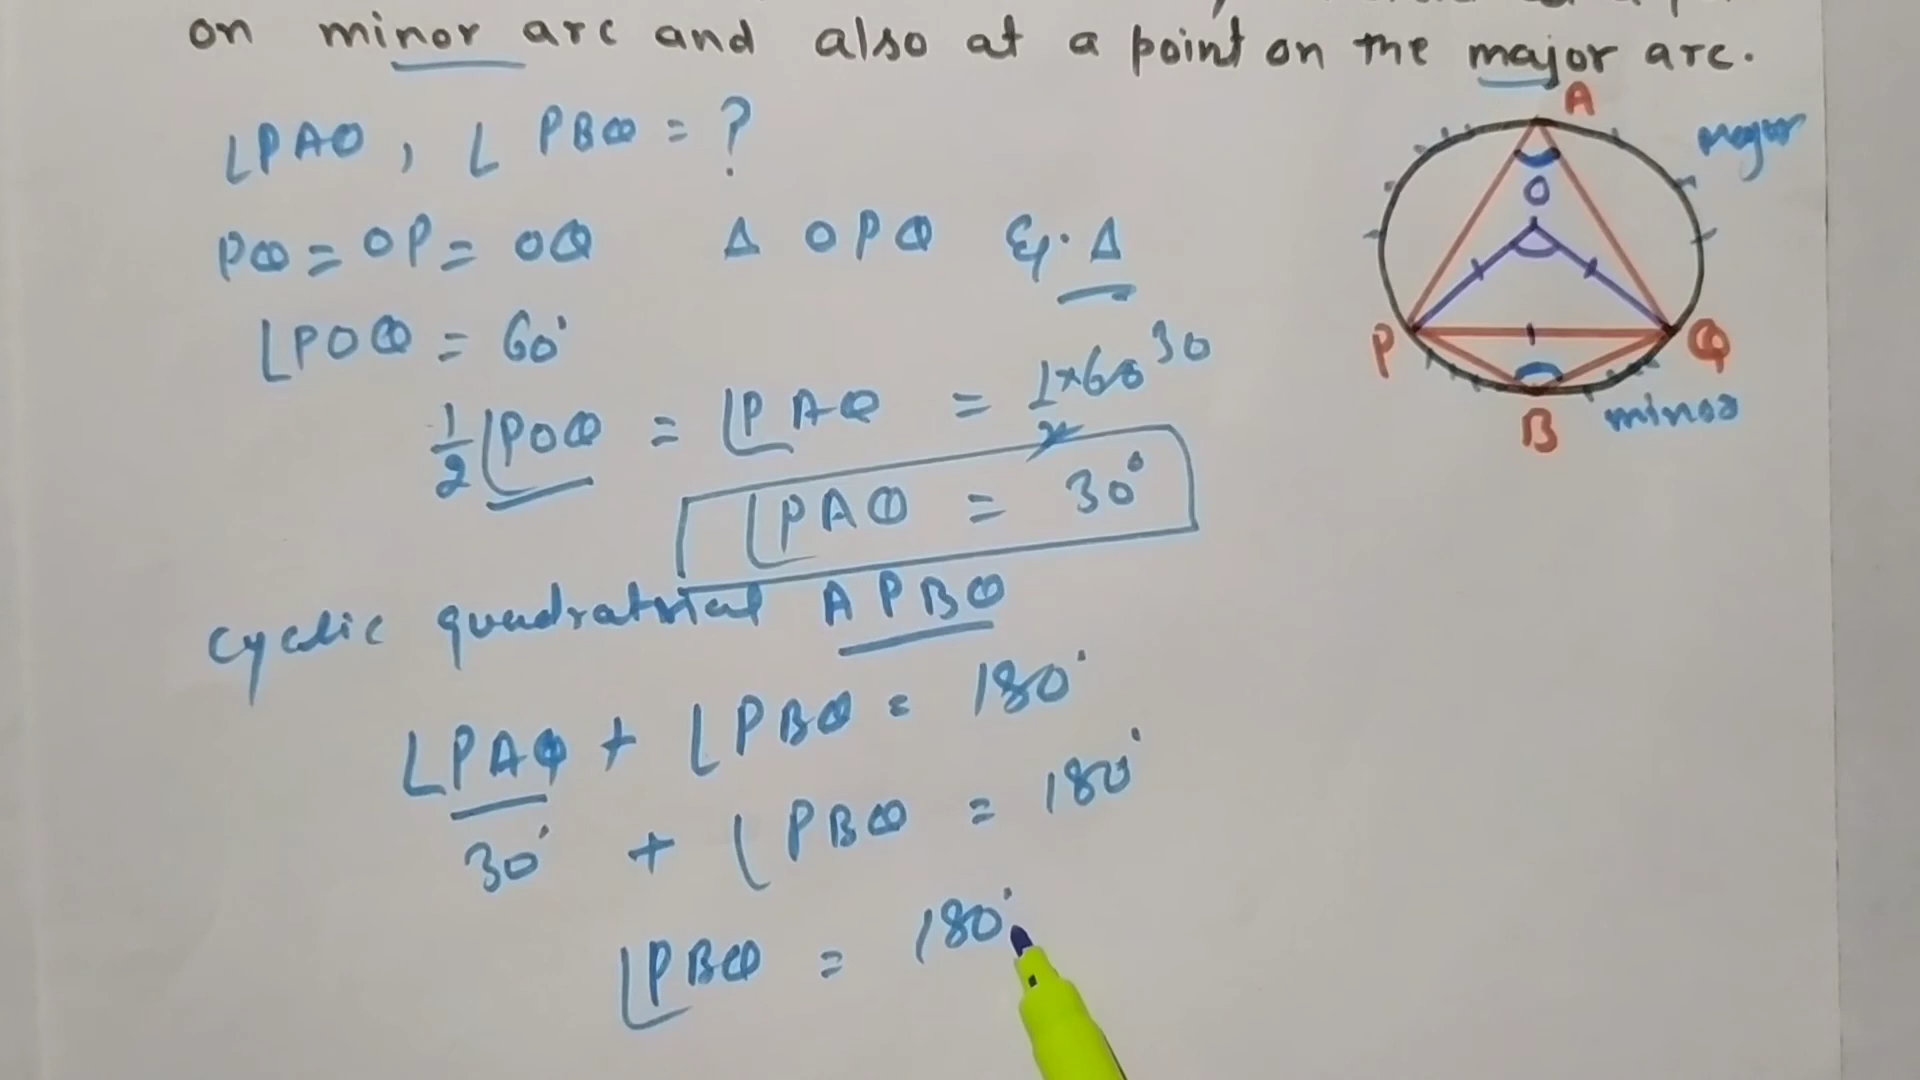 on minor arc and also at a point on the major arc.
∠PAQ, ∠PBQ = ?
PQ = OP = OQ Δ OPQ Eq. Δ
∠POQ = 60°
1/2 ∠POQ = ∠PAQ = 1/2 × 60 30
∠PAQ = 30°
cyclic quadratrial APBQ
∠PAQ + ∠PBQ = 180°
30° + ∠PBQ = 180°
∠PBQ = 180°
A
major
O
P
Q
B
minor